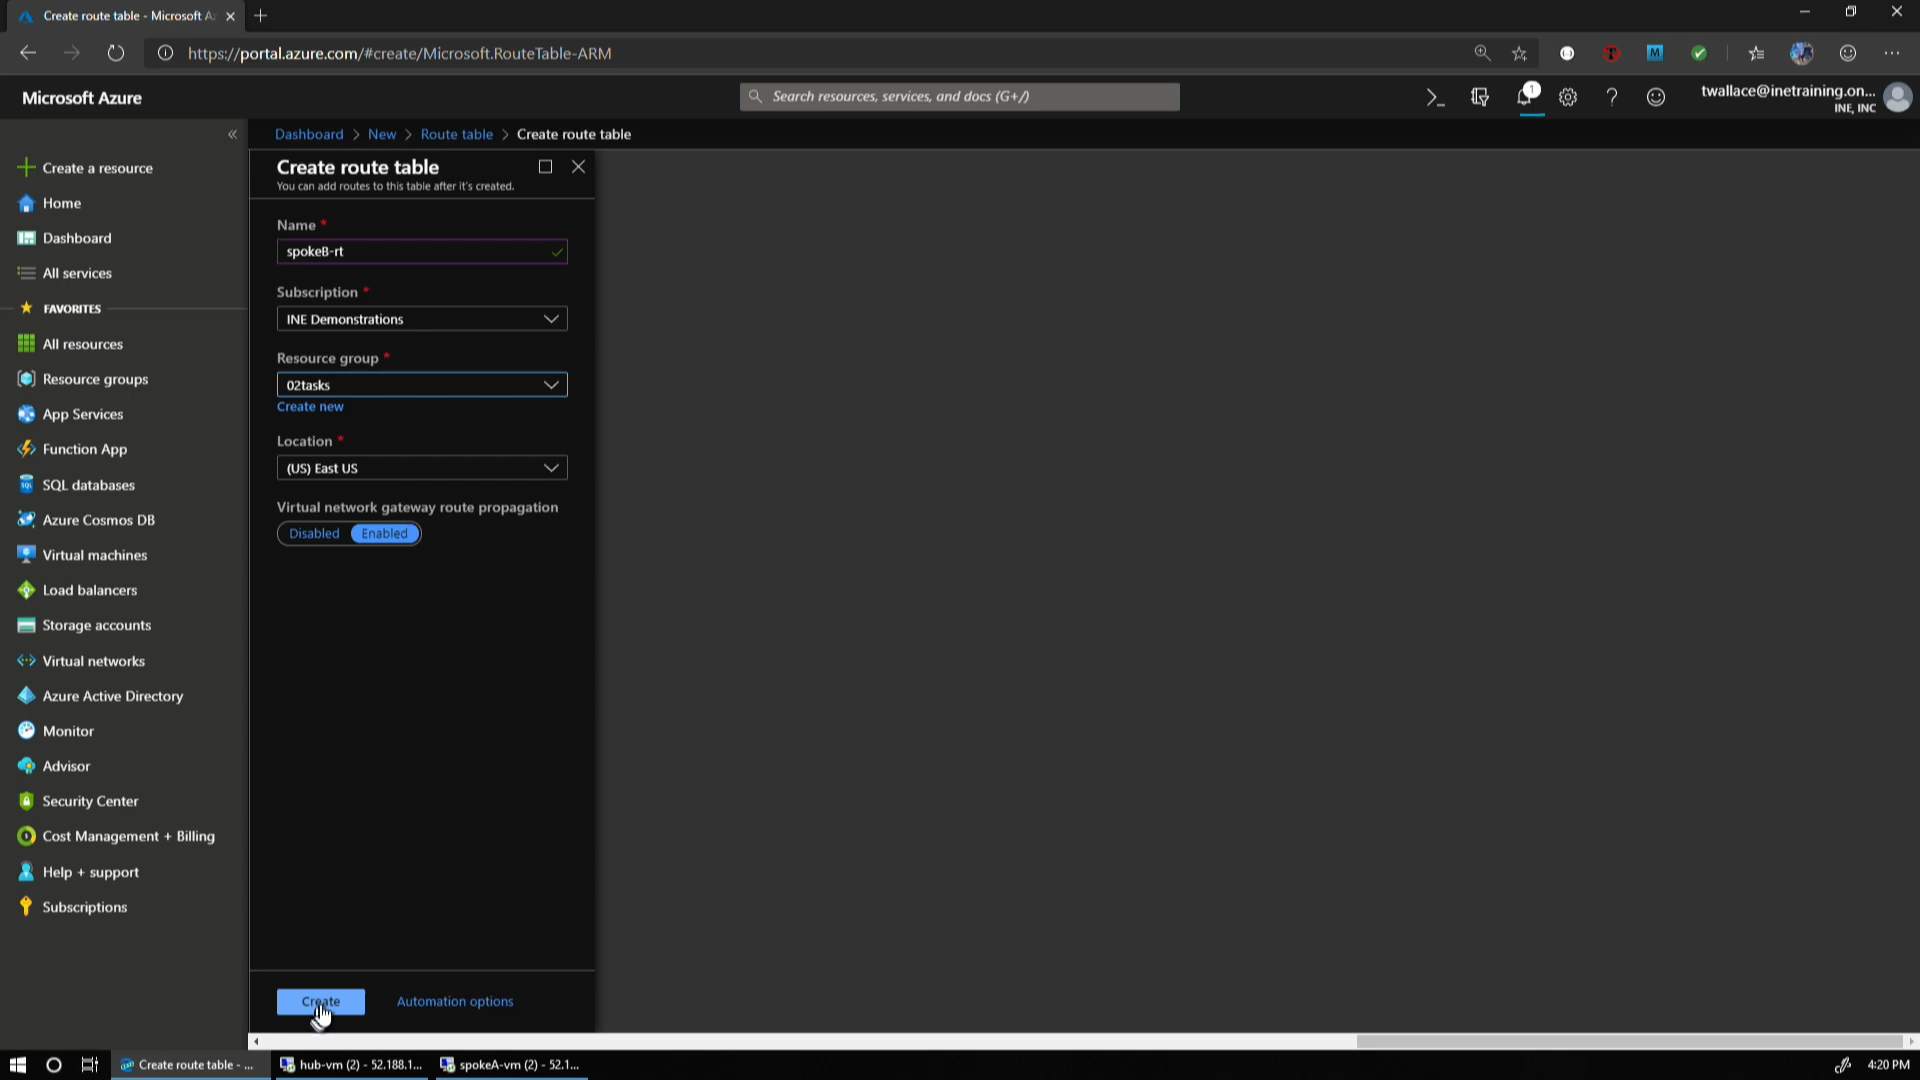 Create route table - Microsoft A
https://portal.azure.com/#create/Microsoft.RouteTable-ARM
M
Microsoft Azure
Search resources, services, and docs (G+/)
1
twallace@inetraining.on...
INE, INC
Dashboard > New > Route table > Create route table
Create a resource
Home
Dashboard
All services
FAVORITES
All resources
Resource groups
App Services
Function App
SQL databases
Azure Cosmos DB
Virtual machines
Load balancers
Storage accounts
Virtual networks
Azure Active Directory
Monitor
Advisor
Security Center
Cost Management + Billing
Help + support
Subscriptions
Create route table
You can add routes to this table after it's created.
Name *
spokeB-rt
Subscription *
INE Demonstrations
Resource group *
02tasks
Create new
Location *
(US) East US
Virtual network gateway route propagation
Disabled Enabled
Create Automation options
Create route table - ...
hub-vm (2) - 52.188.1...
spokeA-vm (2) - 52.1...
4:20 PM